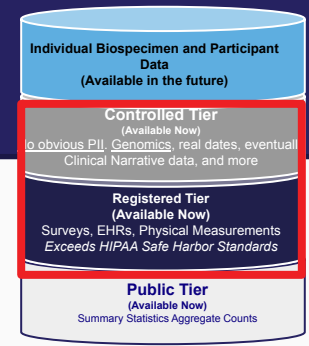 Individual Biospecimen and Participant
Data
(Available in the future)
Controlled Tier
(Available Now)
o obvious PII. Genomics, real dates, eventuall
Clinical Narrative data, and more
Registered Tier
(Available Now)
Surveys, EHRs, Physical Measurements
Exceeds HIPAA Safe Harbor Standards
Public Tier
(Available Now)
Summary Statistics Aggregate Counts